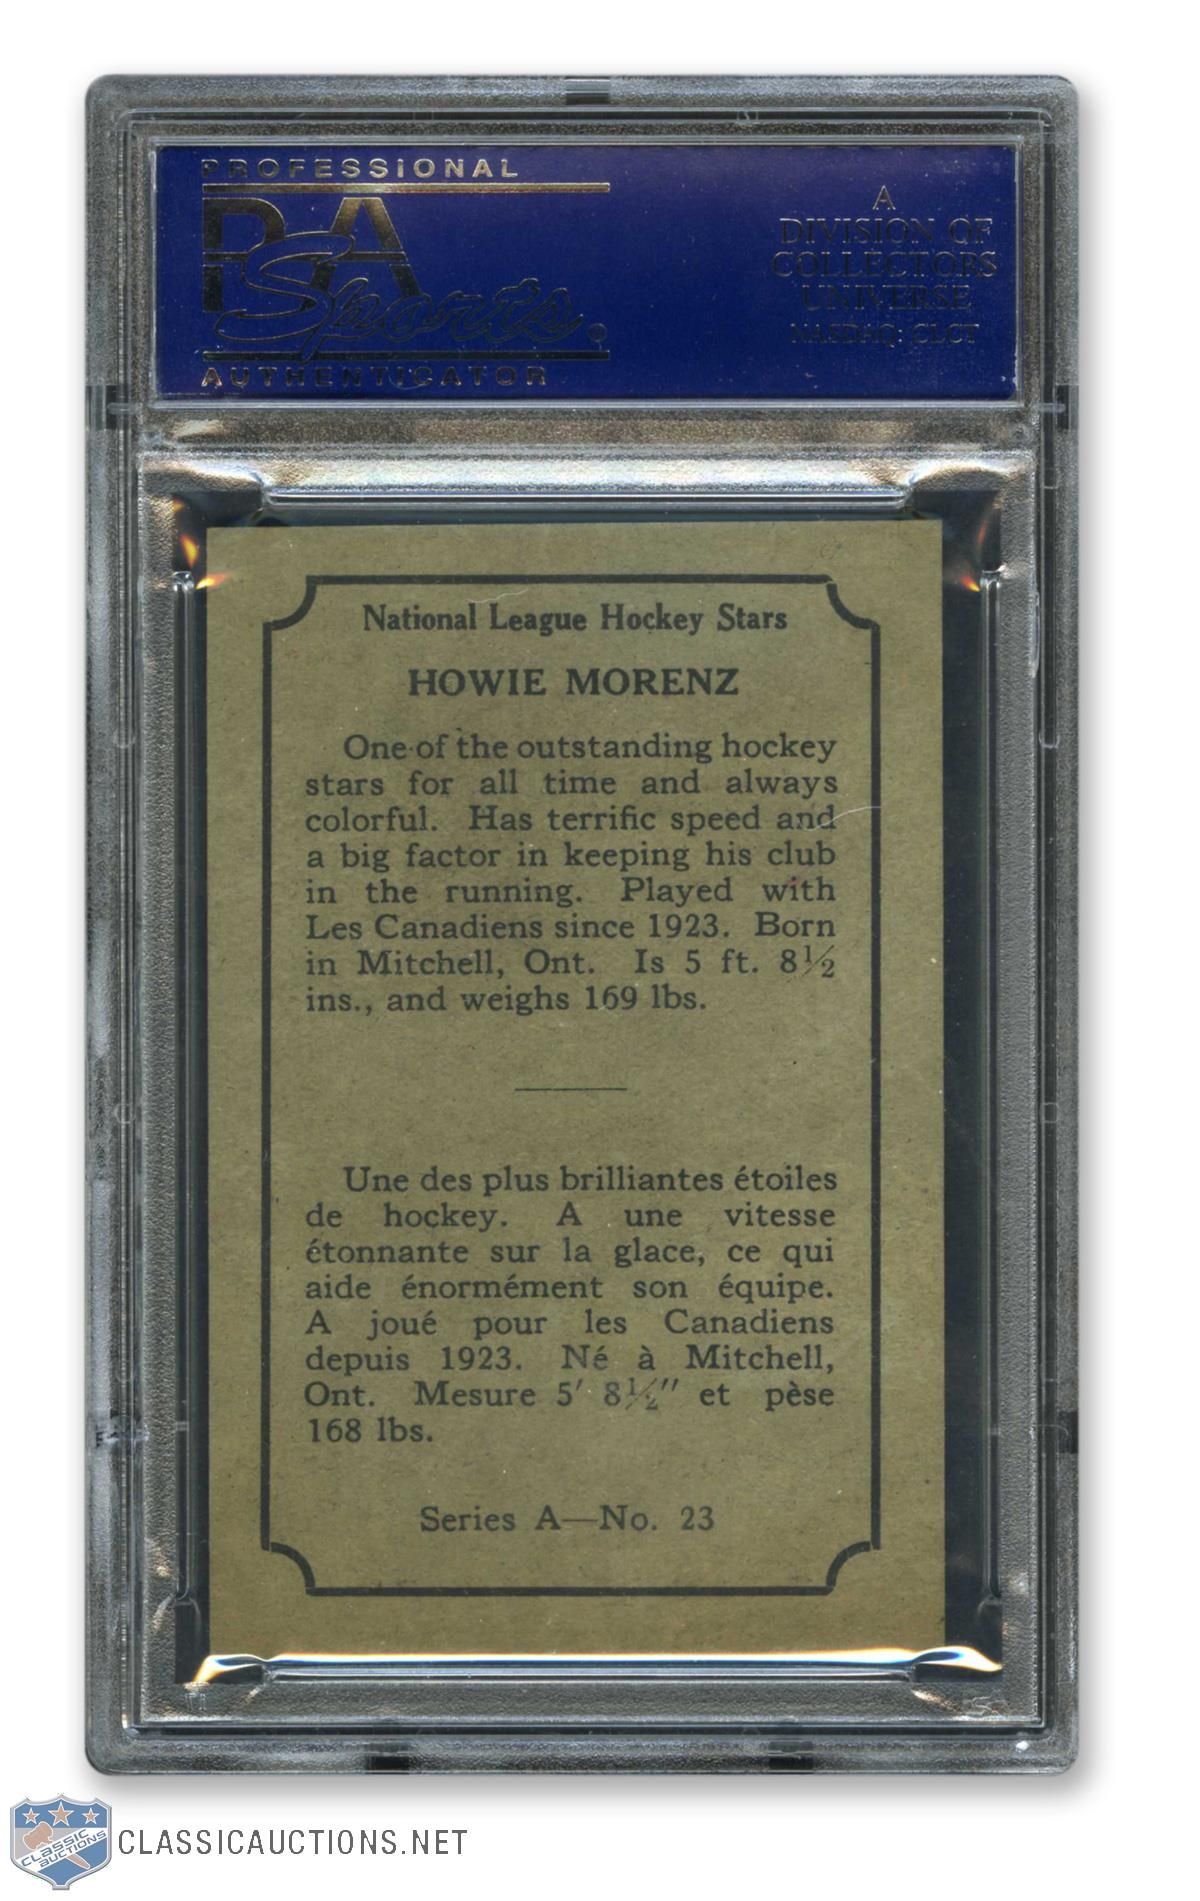 PROFESSIONAL
PSA
Sports
AUTHENTICATOR
A
DIVISION OF
COLLECTORS
UNIVERSE
NASDAQ: CLCT
National League Hockey Stars
HOWIE MORENZ
One of the outstanding hockey
stars for all time and always
colorful. Has terrific speed and
a big factor in keeping his club
in the running. Played with
Les Canadiens since 1923. Born
in Mitchell, Ont. Is 5 ft. 8½
ins., and weighs 169 lbs.
Une des plus brilliantes étoiles
de hockey. A une vitesse
étonnante sur la glace, ce qui
aide énormément son équipe.
A joué pour les Canadiens
depuis 1923. Né à Mitchell,
Ont. Mesure 5' 8½" et pèse
168 lbs.
Series A—No. 23
CLASSIC
AUCTIONS
CLASSICAUCTIONS.NET